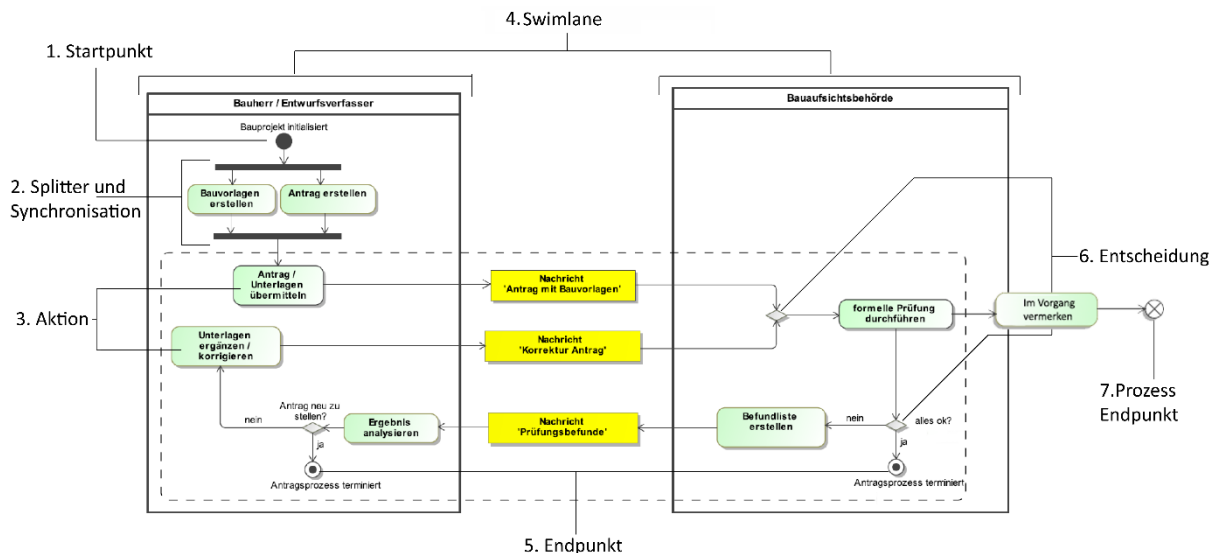 4.Swimlane
1. Startpunkt
Bauherr / Entwurfsverfasser
Bauaufsichtsbehörde
Bauprojekt initialisiert
2. Splitter und
Synchronisation
Bauvorlagen
erstellen
Antrag erstellen
6. Entscheidung
3. Aktion
Antrag /
Unterlagen
übermitteln
Nachricht
'Antrag mit Bauvorlagen'
formelle Prüfung
durchführen
Im Vorgang
vermerken
Unterlagen
ergänzen /
korrigieren
Nachricht
'Korrektur Antrag'
7.Prozess
Endpunkt
nein
Antrag neu zu
stellen?
Ergebnis
analysieren
Nachricht
'Prüfungsbefunde'
Befundliste
erstellen
nein
alles ok?
ja
ja
Antragsprozess terminiert
Antragsprozess terminiert
5. Endpunkt